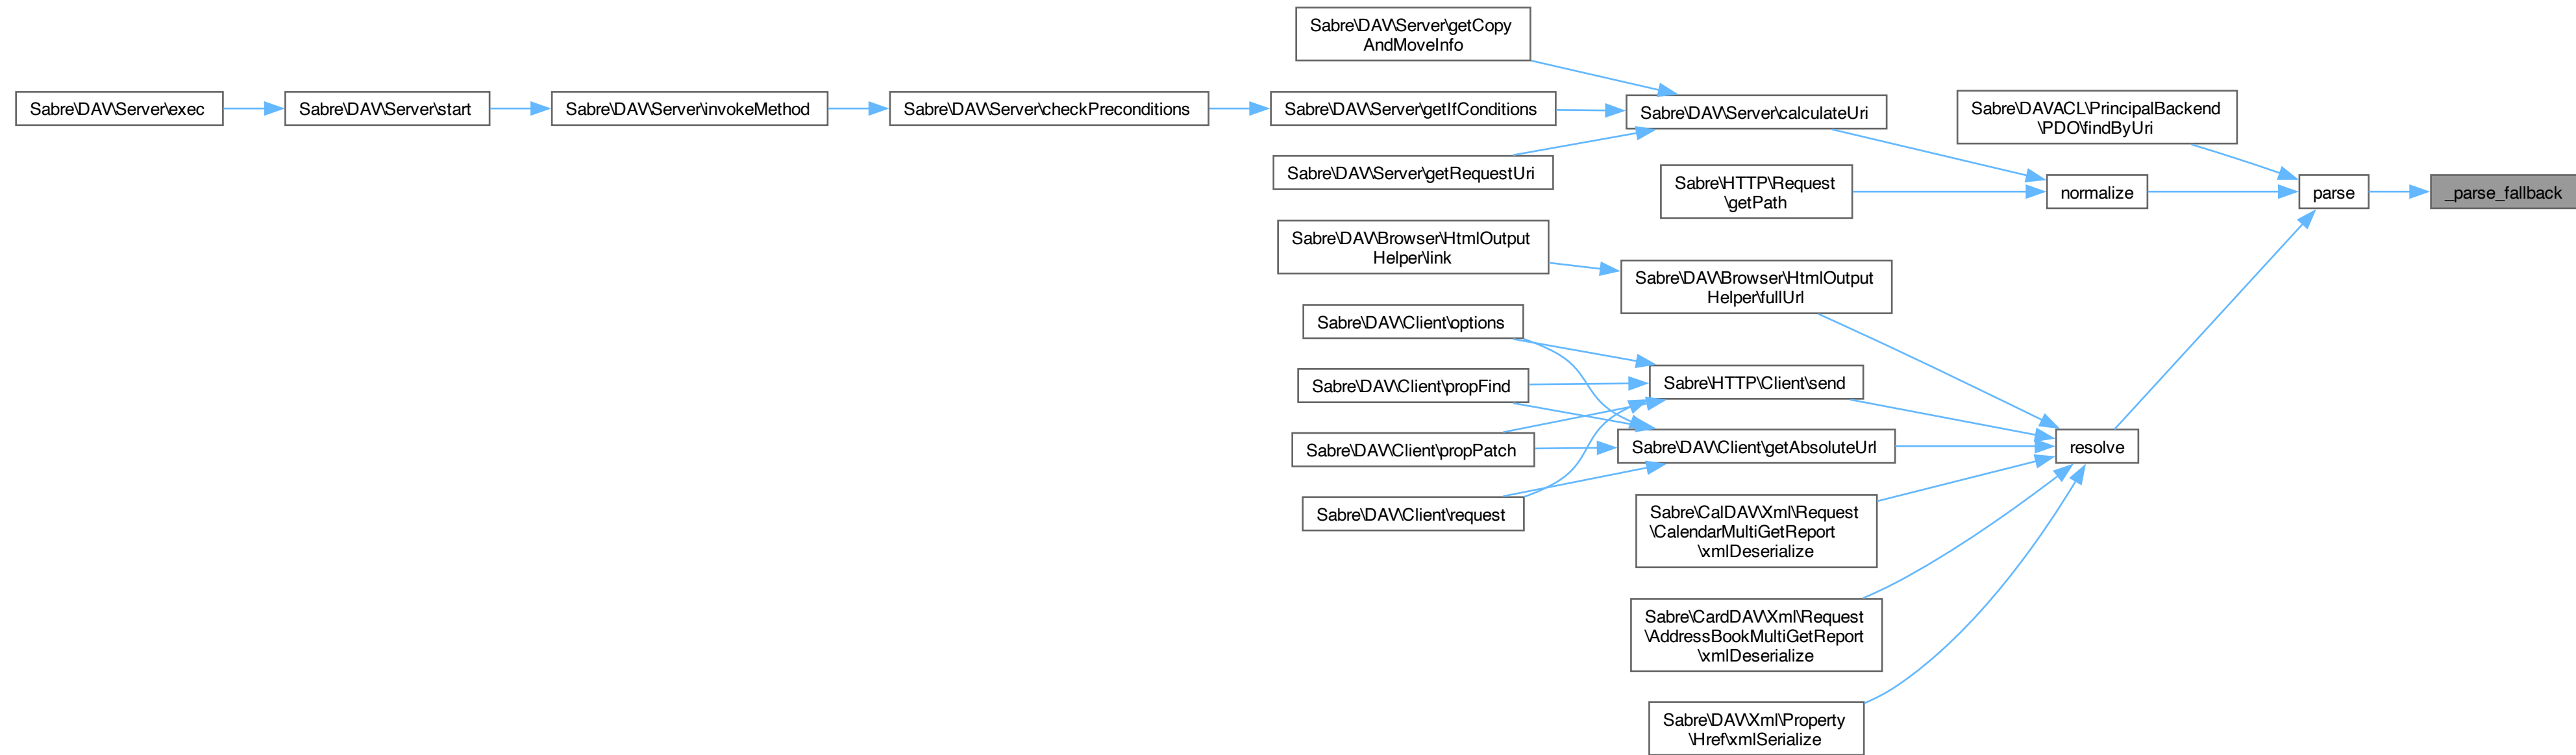 Sabre\DAV\Server\getCopy
AndMoveInfo
Sabre\DAV\Server\exec
Sabre\DAV\Server\start
Sabre\DAV\Server\invokeMethod
Sabre\DAV\Server\checkPreconditions
Sabre\DAV\Server\getIfConditions
Sabre\DAV\Server\calculateUri
Sabre\DAVACL\PrincipalBackend
\PDO\findByUri
Sabre\DAV\Server\getRequestUri
Sabre\HTTP\Request
\getPath
normalize
parse
_parse_fallback
Sabre\DAV\Browser\HtmlOutput
Helper\link
Sabre\DAV\Browser\HtmlOutput
Helper\fullUrl
Sabre\DAV\Client\options
Sabre\DAV\Client\propFind
Sabre\HTTP\Client\send
Sabre\DAV\Client\propPatch
Sabre\DAV\Client\getAbsoluteUrl
resolve
Sabre\DAV\Client\request
Sabre\CalDAV\Xml\Request
\CalendarMultiGetReport
\xmlDeserialize
Sabre\CardDAV\Xml\Request
\AddressBookMultiGetReport
\xmlDeserialize
Sabre\DAV\Xml\Property
\Href\xmlSerialize